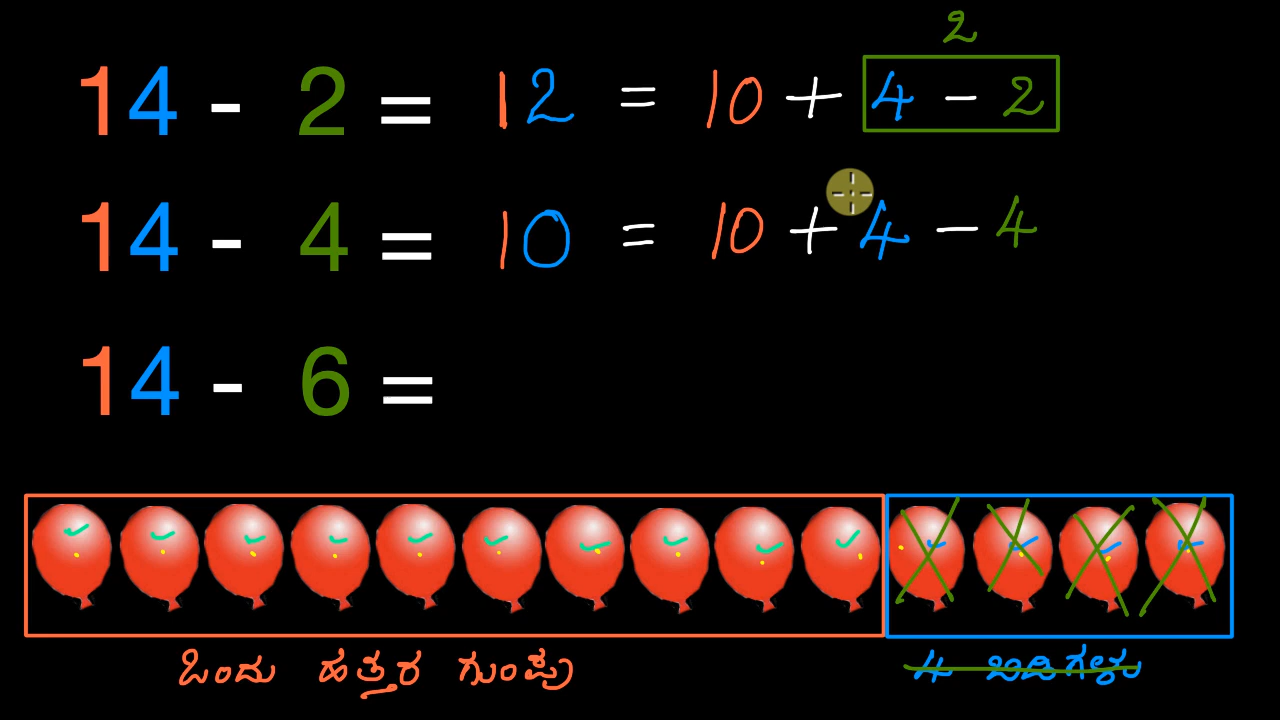 2
14 - 2 = 12 = 10 + 4 - 2
14 - 4 = 10 = 10 + 4 - 4
14 - 6 =
ಒಂದು ಹತ್ತರ ಗುಂಪು 4 ಬಿಡಿಗಳು